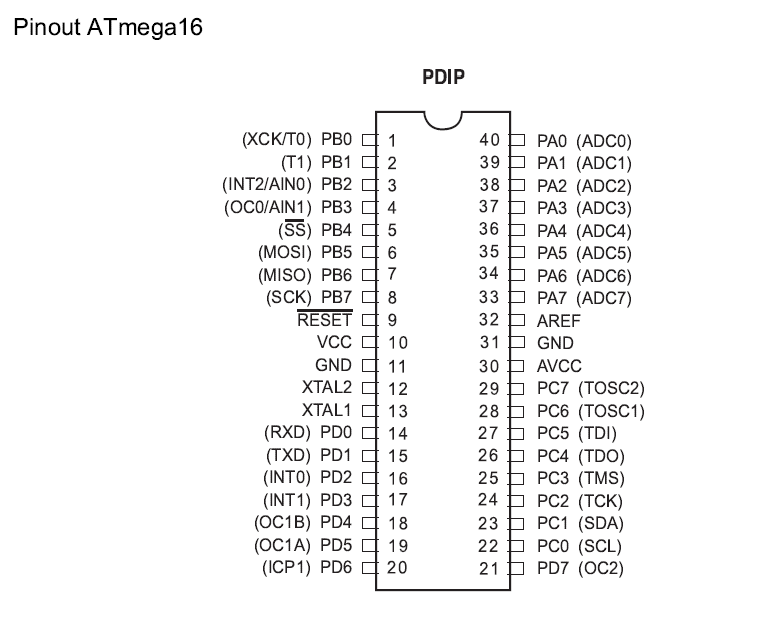 Pinout ATmega16
PDIP
(XCK/T0) PB0 1 40 PA0 (ADC0)
(T1) PB1 2 39 PA1 (ADC1)
(INT2/AIN0) PB2 3 38 PA2 (ADC2)
(OC0/AIN1) PB3 4 37 PA3 (ADC3)
(S̅S̅) PB4 5 36 PA4 (ADC4)
(MOSI) PB5 6 35 PA5 (ADC5)
(MISO) PB6 7 34 PA6 (ADC6)
(SCK) PB7 8 33 PA7 (ADC7)
R̅E̅S̅E̅T̅ 9 32 AREF
VCC 10 31 GND
GND 11 30 AVCC
XTAL2 12 29 PC7 (TOSC2)
XTAL1 13 28 PC6 (TOSC1)
(RXD) PD0 14 27 PC5 (TDI)
(TXD) PD1 15 26 PC4 (TDO)
(INT0) PD2 16 25 PC3 (TMS)
(INT1) PD3 17 24 PC2 (TCK)
(OC1B) PD4 18 23 PC1 (SDA)
(OC1A) PD5 19 22 PC0 (SCL)
(ICP1) PD6 20 21 PD7 (OC2)